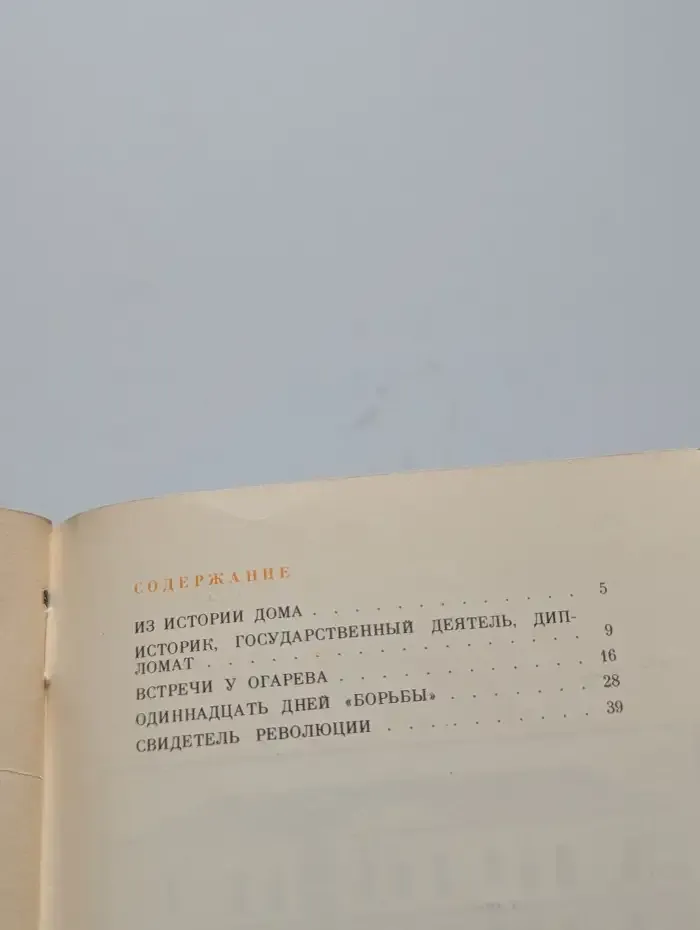 СОДЕРЖАНИЕ
ИЗ ИСТОРИИ ДОМА . . . . . . . . . . . . . 5
ИСТОРИК, ГОСУДАРСТВЕННЫЙ ДЕЯТЕЛЬ, ДИП-
ЛОМАТ . . . . . . . . . . . . . . . . . 9
ВСТРЕЧИ У ОГАРЕВА . . . . . . . . . . . 16
ОДИННАДЦАТЬ ДНЕЙ «БОРЬБЫ» . . . . . . . 28
СВИДЕТЕЛЬ РЕВОЛЮЦИИ . . . . . . . . . . 39